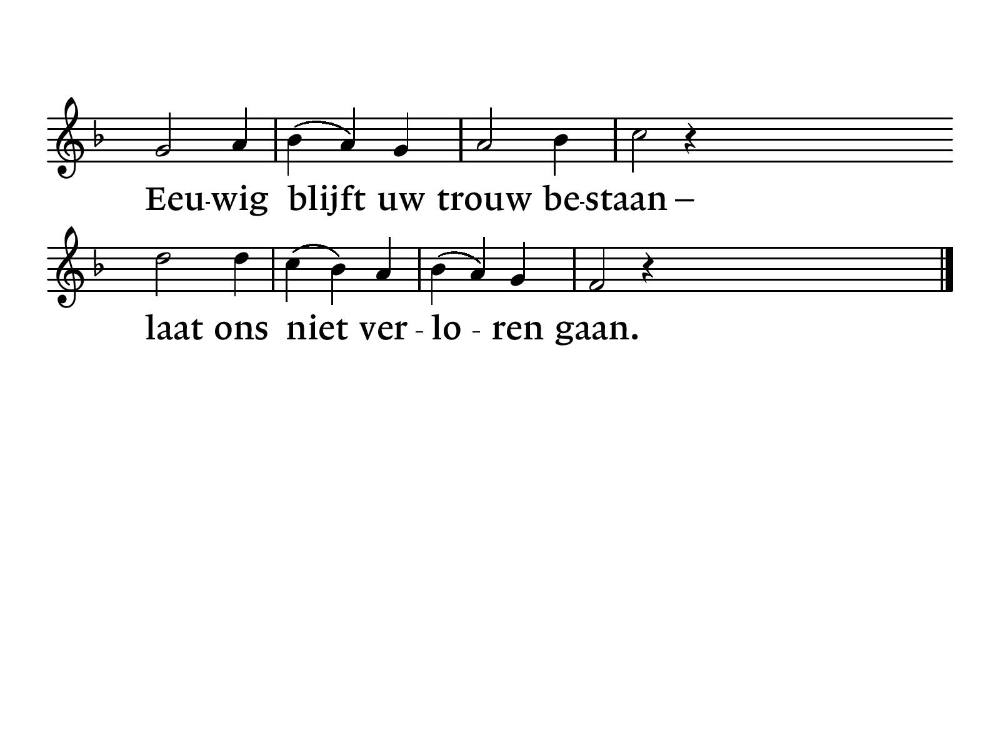 Eeu-wig blijft uw trouw be-staan –
laat ons niet ver - lo - ren gaan.